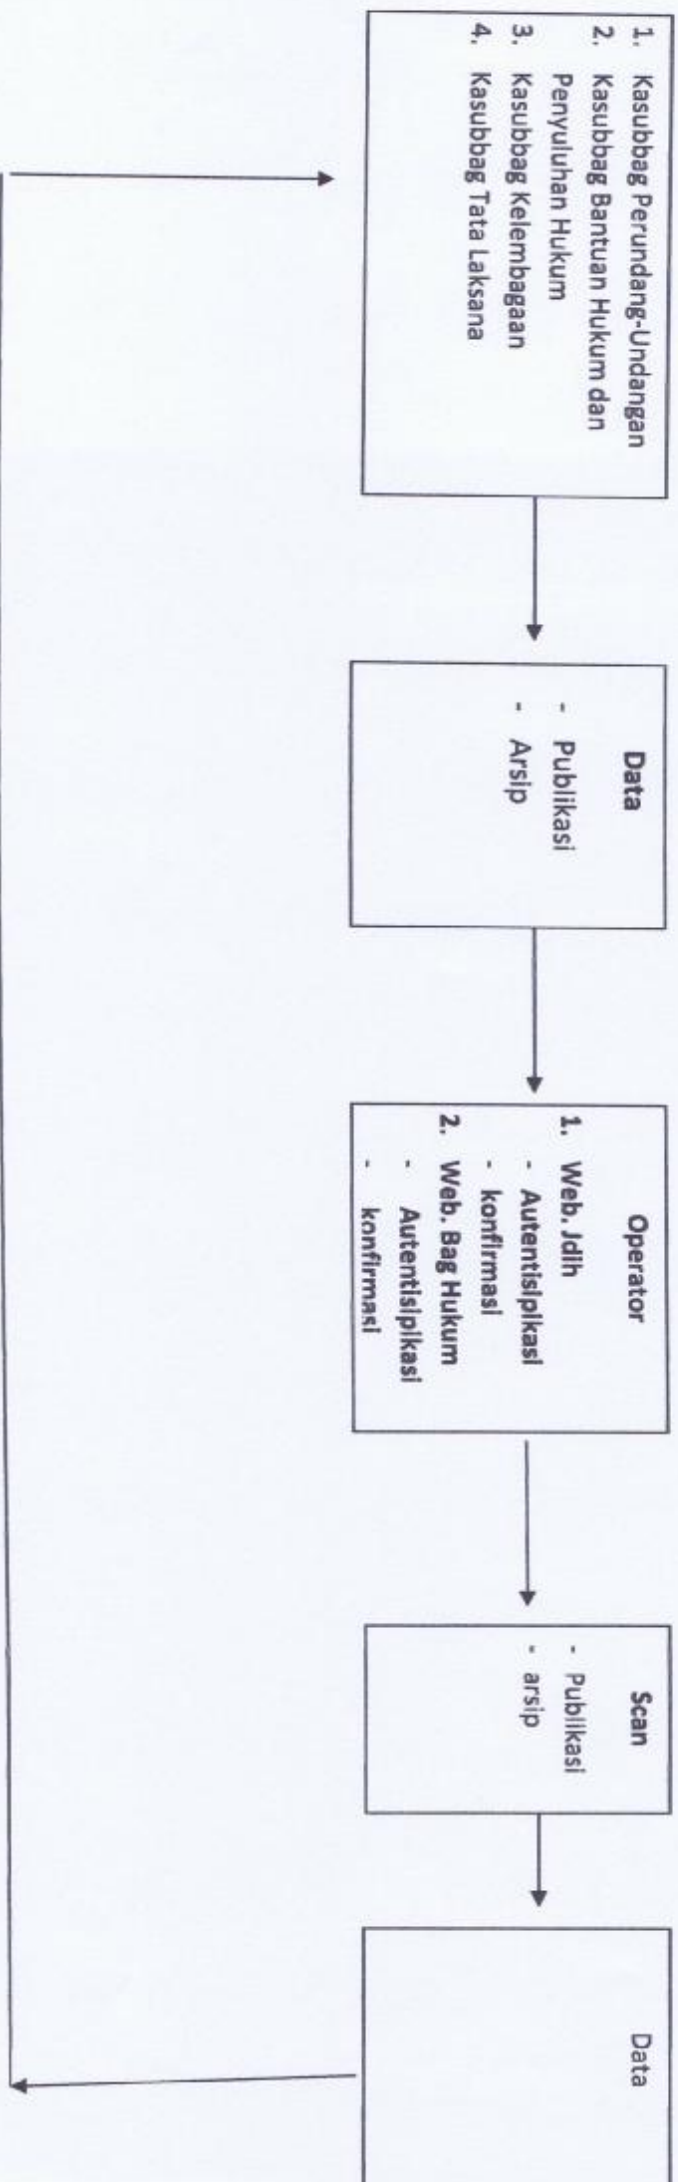 1. Kasubbag Perundang-Undangan
2. Kasubbag Bantuan Hukum dan
Penyuluhan Hukum
3. Kasubbag Kelembagaan
4. Kasubbag Tata Laksana
Data
- Publikasi
- Arsip
Operator
1. Web. Jdih
- Autentisipikasi
- konfirmasi
2. Web. Bag Hukum
- Autentisipikasi
- konfirmasi
Scan
- Publikasi
- arsip
Data